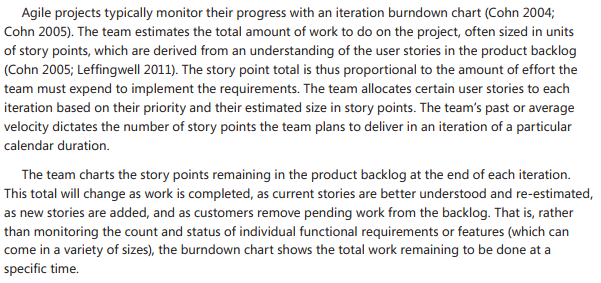 Agile projects typically monitor their progress with an iteration burndown chart (Cohn 2004;
Cohn 2005). The team estimates the total amount of work to do on the project, often sized in units
of story points, which are derived from an understanding of the user stories in the product backlog
(Cohn 2005; Leffingwell 2011). The story point total is thus proportional to the amount of effort the
team must expend to implement the requirements. The team allocates certain user stories to each
iteration based on their priority and their estimated size in story points. The team’s past or average
velocity dictates the number of story points the team plans to deliver in an iteration of a particular
calendar duration.
The team charts the story points remaining in the product backlog at the end of each iteration.
This total will change as work is completed, as current stories are better understood and re-estimated,
as new stories are added, and as customers remove pending work from the backlog. That is, rather
than monitoring the count and status of individual functional requirements or features (which can
come in a variety of sizes), the burndown chart shows the total work remaining to be done at a
specific time.